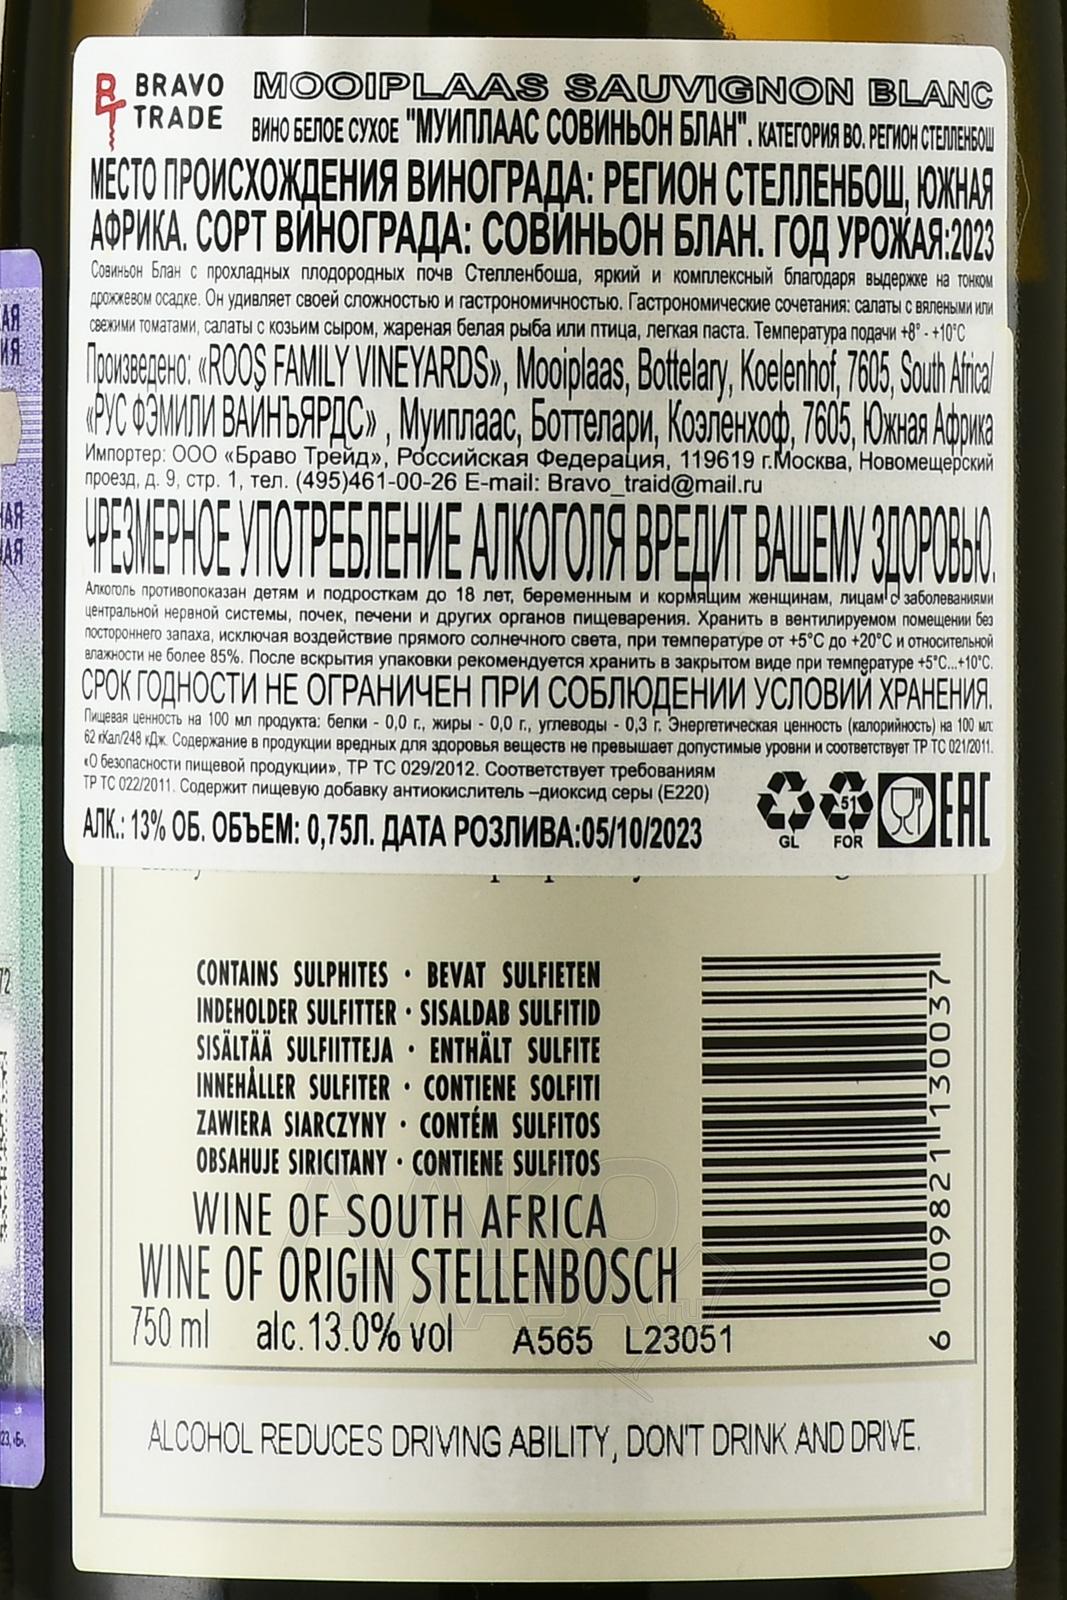 BRAVO
TRADE
MOOIPLAAS SAUVIGNON BLANC
ВИНО БЕЛОЕ СУХОЕ "МУИПЛААС СОВИНЬОН БЛАН". КАТЕГОРИЯ ВО. РЕГИОН СТЕЛЛЕНБОШ
МЕСТО ПРОИСХОЖДЕНИЯ ВИНОГРАДА: РЕГИОН СТЕЛЛЕНБОШ, ЮЖНАЯ
АФРИКА. СОРТ ВИНОГРАДА: СОВИНЬОН БЛАН. ГОД УРОЖАЯ:2023
Совиньон Блан с прохладных плодородных почв Стелленбоша, яркий и комплексный благодаря выдержке на тонком
дрожжевом осадке. Он удивляет своей сложностью и гастрономичностью. Гастрономические сочетания: салаты с вялеными или
свежими томатами, салаты с козьим сыром, жареная белая рыба или птица, легкая паста. Температура подачи +8° - +10°C
Произведено: «ROOŞ FAMILY VINEYARDS», Mooiplaas, Bottelary, Koelenhof, 7605, South Africa/
«РУС ФЭМИЛИ ВАЙНЪЯРДС» , Муиплаас, Боттелари, Коэленхоф, 7605, Южная Африка
Импортер: ООО «Браво Трейд», Российская Федерация, 119619 г.Москва, Новомещерский
проезд, д. 9, стр. 1, тел. (495)461-00-26 E-mail: Bravo_traid@mail.ru
ЧРЕЗМЕРНОЕ УПОТРЕБЛЕНИЕ АЛКОГОЛЯ ВРЕДИТ ВАШЕМУ ЗДОРОВЬЮ.
Алкоголь противопоказан детям и подросткам до 18 лет, беременным и кормящим женщинам, лицам с заболеваниями
центральной нервной системы, почек, печени и других органов пищеварения. Хранить в вентилируемом помещении без
постороннего запаха, исключая воздействие прямого солнечного света, при температуре от +5°C до +20°C и относительной
влажности не более 85%. После вскрытия упаковки рекомендуется хранить в закрытом виде при температуре +5°C...+10°C.
СРОК ГОДНОСТИ НЕ ОГРАНИЧЕН ПРИ СОБЛЮДЕНИИ УСЛОВИЙ ХРАНЕНИЯ.
Пищевая ценность на 100 мл продукта: белки - 0,0 г., жиры - 0,0 г., углеводы - 0,3 г. Энергетическая ценность (калорийность) на 100 мл:
62 кКал/248 кДж. Содержание в продукции вредных для здоровья веществ не превышает допустимые уровни и соответствует ТР ТС 021/2011.
«О безопасности пищевой продукции», ТР ТС 029/2012. Соответствует требованиям
ТР ТС 022/2011. Содержит пищевую добавку антиокислитель –диоксид серы (E220)
АЛК.: 13% ОБ. ОБЪЕМ: 0,75Л. ДАТА РОЗЛИВА:05/10/2023
GL
51
FOR
EAC
CONTAINS SULPHITES · BEVAT SULFIETEN
INDEHOLDER SULFITTER · SISALDAB SULFITID
SISÄLTÄÄ SULFIITTEJA · ENTHÄLT SULFITE
INNEHÅLLER SULFITER · CONTIENE SOLFITI
ZAWIERA SIARCZYNY · CONTÉM SULFITOS
OBSAHUJE SIRICITANY · CONTIENE SULFITOS
WINE OF SOUTH AFRICA
WINE OF ORIGIN STELLENBOSCH
750 ml alc.13.0% vol A565 L23051
6 009821 130037
ALCOHOL REDUCES DRIVING ABILITY, DON'T DRINK AND DRIVE.